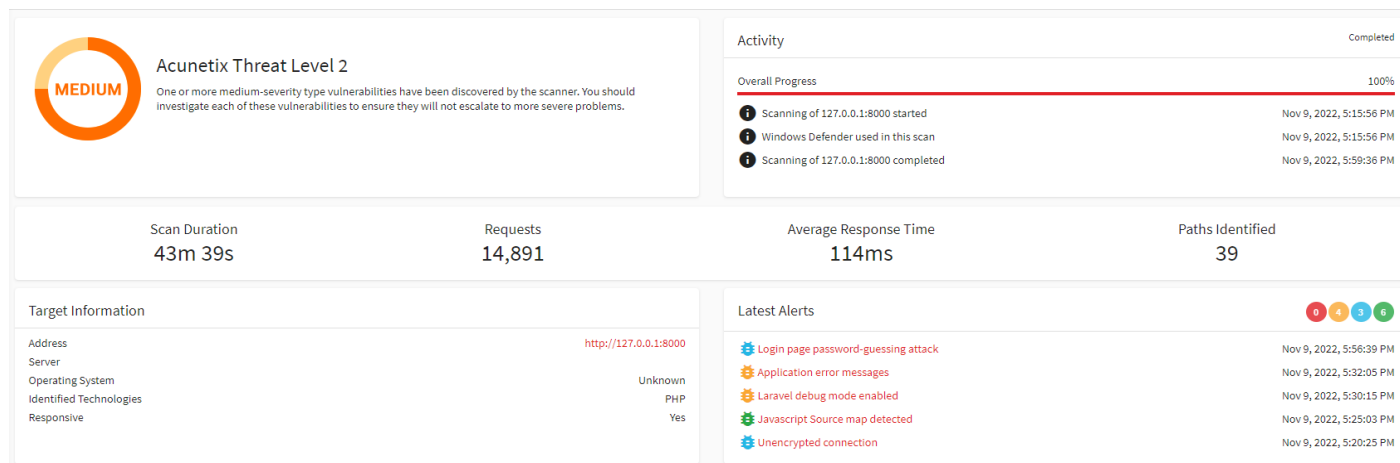 MEDIUM
Acunetix Threat Level 2
One or more medium-severity type vulnerabilities have been discovered by the scanner. You should
investigate each of these vulnerabilities to ensure they will not escalate to more severe problems.
Activity Completed
Overall Progress 100%
Scanning of 127.0.0.1:8000 started Nov 9, 2022, 5:15:56 PM
Windows Defender used in this scan Nov 9, 2022, 5:15:56 PM
Scanning of 127.0.0.1:8000 completed Nov 9, 2022, 5:59:36 PM
Scan Duration
43m 39s
Requests
14,891
Average Response Time
114ms
Paths Identified
39
Target Information
Address http://127.0.0.1:8000
Server
Operating System Unknown
Identified Technologies PHP
Responsive Yes
Latest Alerts 0 4 3 6
Login page password-guessing attack Nov 9, 2022, 5:56:39 PM
Application error messages Nov 9, 2022, 5:32:05 PM
Laravel debug mode enabled Nov 9, 2022, 5:30:15 PM
Javascript Source map detected Nov 9, 2022, 5:25:03 PM
Unencrypted connection Nov 9, 2022, 5:20:25 PM